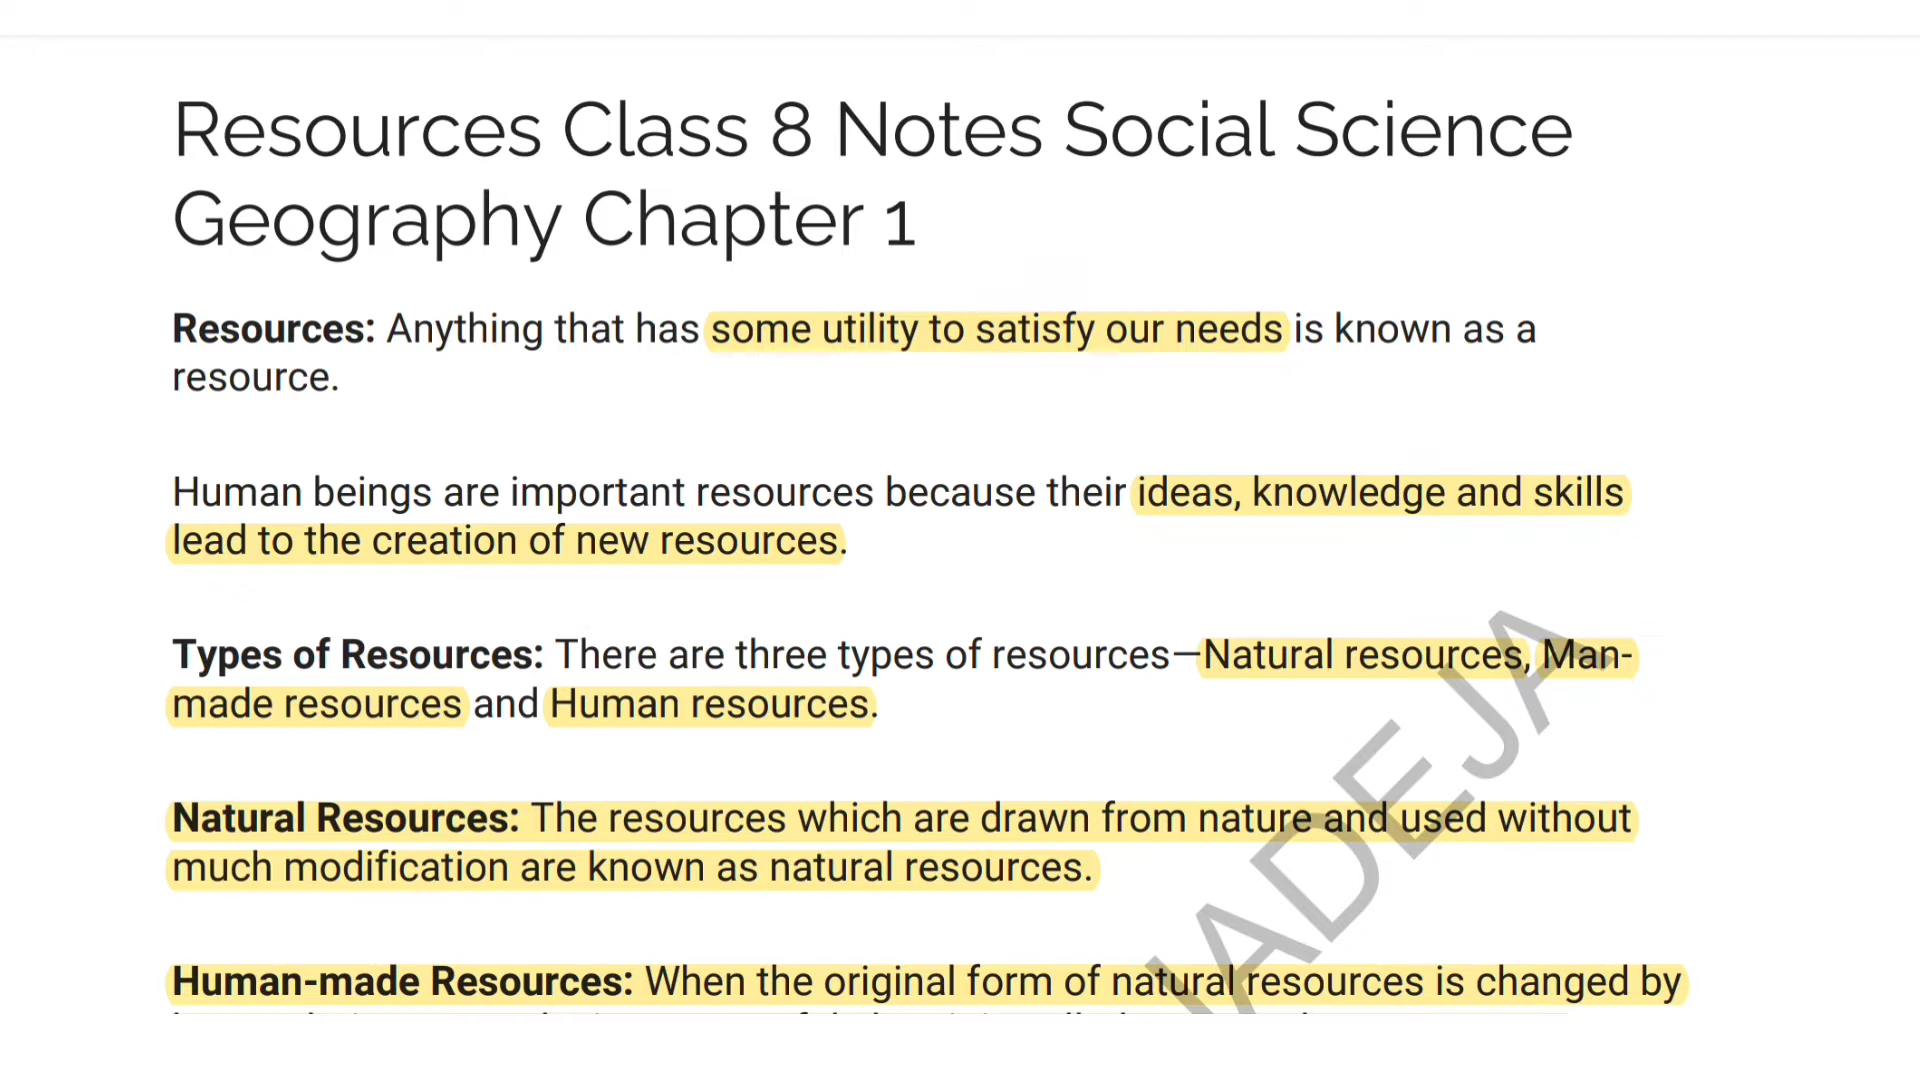 Resources Class 8 Notes Social Science
Geography Chapter 1
Resources: Anything that has some utility to satisfy our needs is known as a
resource.
Human beings are important resources because their ideas, knowledge and skills
lead to the creation of new resources.
Types of Resources: There are three types of resources—Natural resources, Man-
made resources and Human resources.
Natural Resources: The resources which are drawn from nature and used without
much modification are known as natural resources.
Human-made Resources: When the original form of natural resources is changed by
JADEJA